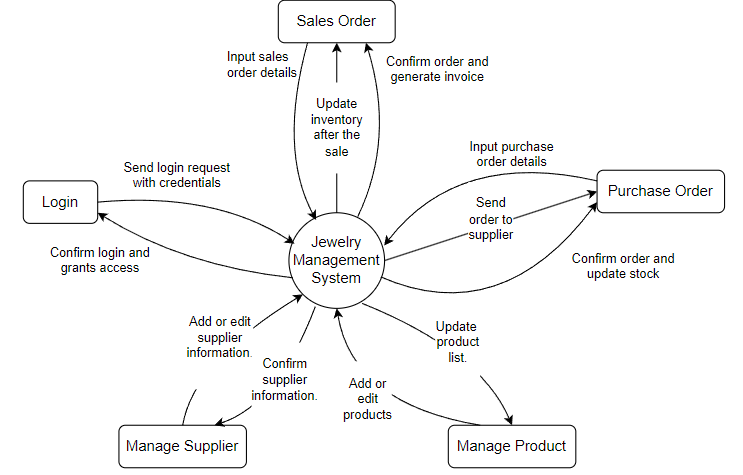 Sales Order
Input sales
order details
Confirm order and
generate invoice
Update
inventory
after the
sale
Input purchase
order details
Send login request
with credentials
Login
Purchase Order
Send
order to
supplier
Jewelry
Management
System
Confirm login and
grants access
Confirm order and
update stock
Add or edit
supplier
information.
Update
product
list.
Confirm
supplier
information.
Add or
edit
products
Manage Supplier
Manage Product